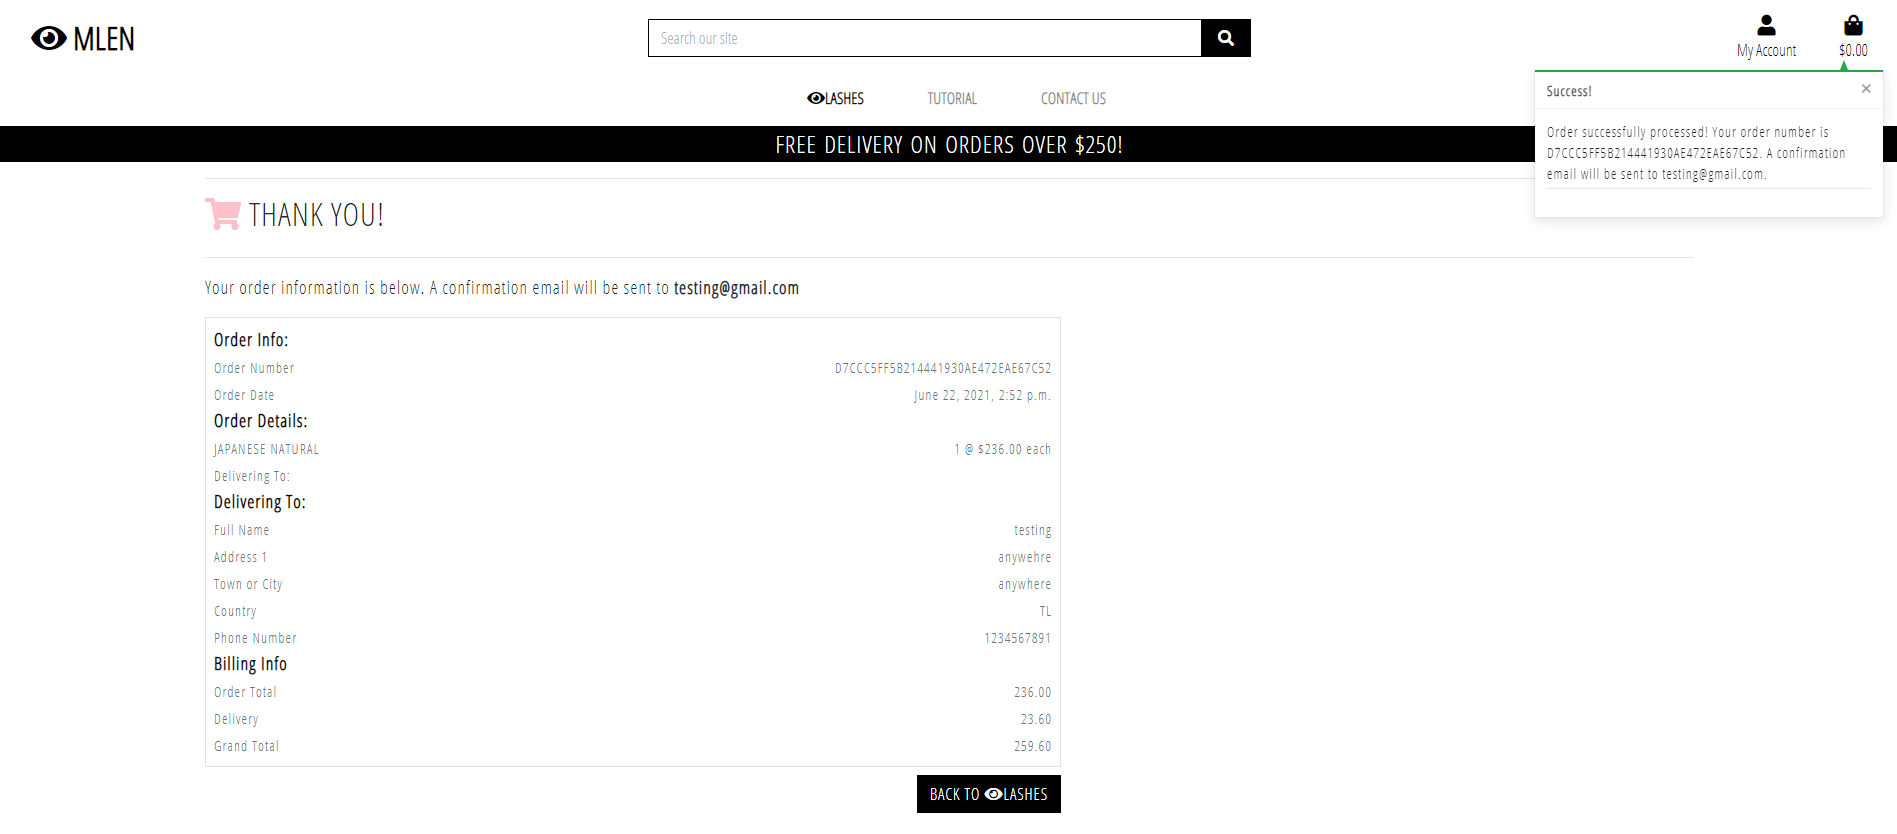 MLEN
Search our site
My Account
$0.00
LASHES
TUTORIAL
CONTACT US
FREE DELIVERY ON ORDERS OVER $250!
Success!
×
Order successfully processed! Your order number is
D7CCC5FF5B214441930AE472EAE67C52. A confirmation
email will be sent to testing@gmail.com.
THANK YOU!
Your order information is below. A confirmation email will be sent to testing@gmail.com
Order Info:
Order Number D7CCC5FF5B214441930AE472EAE67C52
Order Date June 22, 2021, 2:52 p.m.
Order Details:
JAPANESE NATURAL 1 @ $236.00 each
Delivering To:
Delivering To:
Full Name testing
Address 1 anywehre
Town or City anywhere
Country TL
Phone Number 1234567891
Billing Info
Order Total 236.00
Delivery 23.60
Grand Total 259.60
BACK TO LASHES